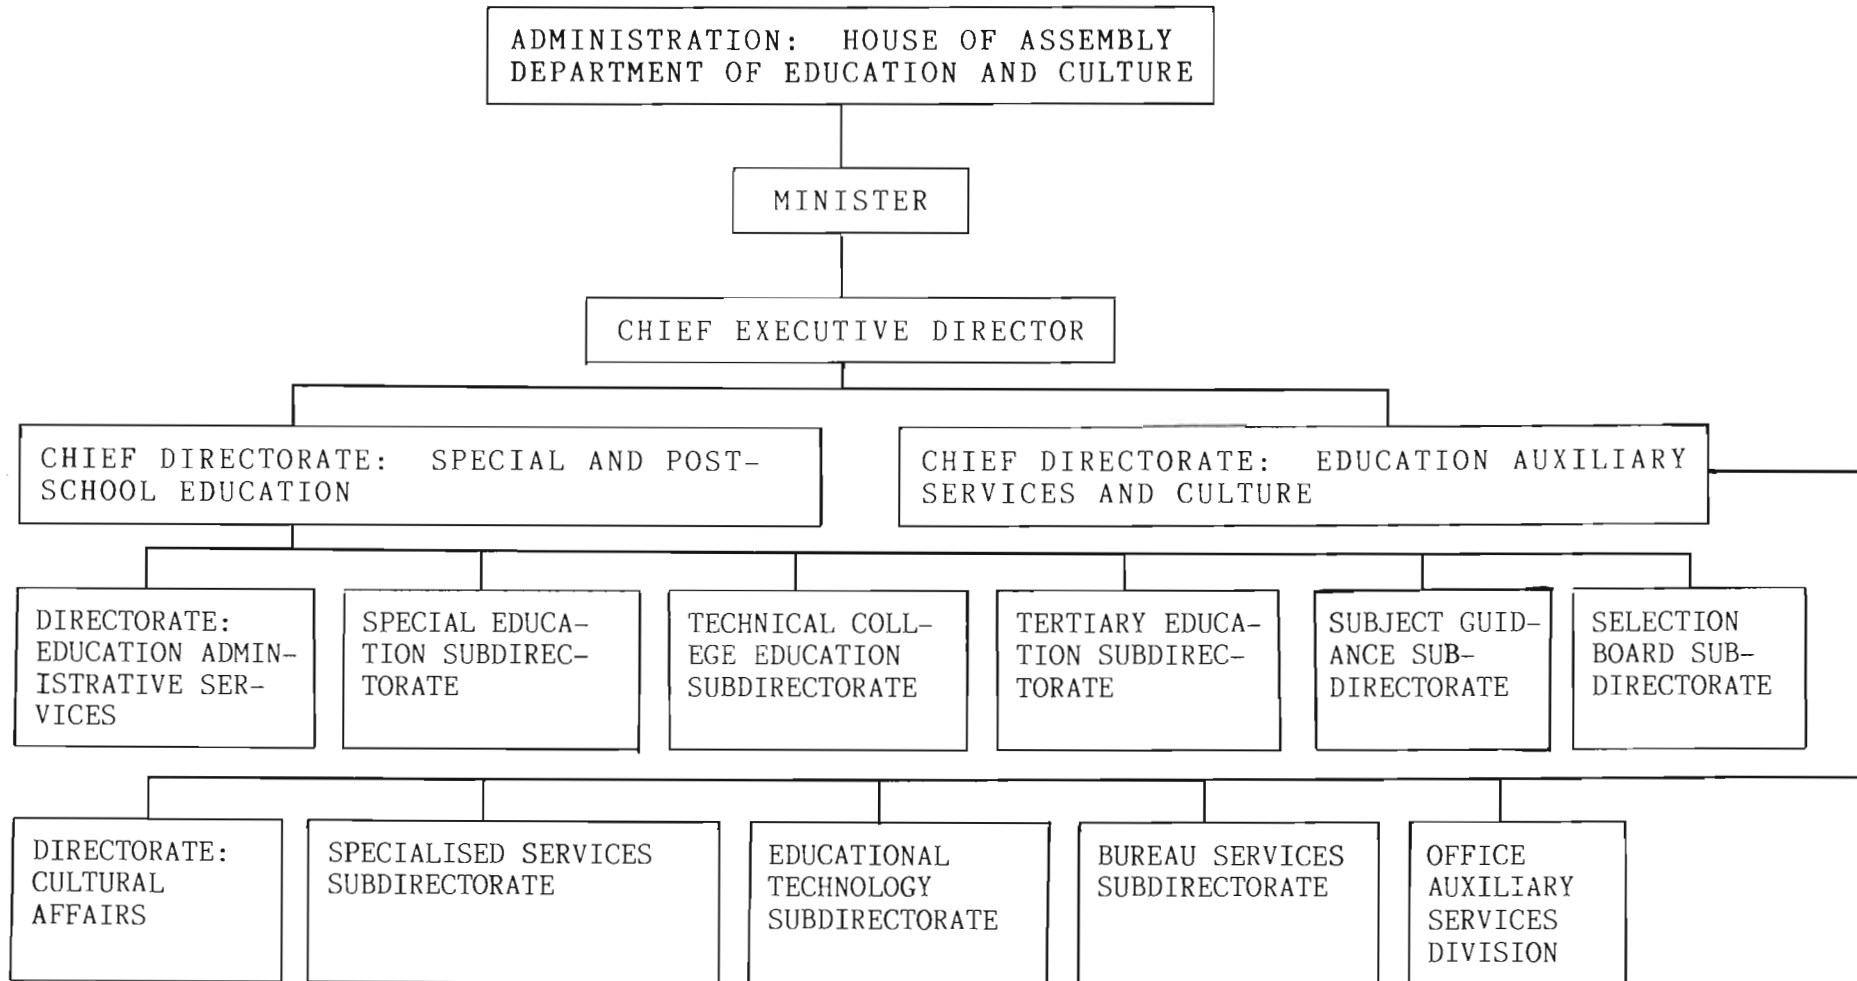 ADMINISTRATION: HOUSE OF ASSEMBLY
DEPARTMENT OF EDUCATION AND CULTURE
MINISTER
CHIEF EXECUTIVE DIRECTOR
CHIEF DIRECTORATE: SPECIAL AND POST-
SCHOOL EDUCATION
CHIEF DIRECTORATE: EDUCATION AUXILIARY
SERVICES AND CULTURE
DIRECTORATE:
EDUCATION ADMIN-
ISTRATIVE SER-
VICES
SPECIAL EDUCA-
TION SUBDIREC-
TORATE
TECHNICAL COLL-
EGE EDUCATION
SUBDIRECTORATE
TERTIARY EDUCA-
TION SUBDIREC-
TORATE
SUBJECT GUID-
ANCE SUB-
DIRECTORATE
SELECTION
BOARD SUB-
DIRECTORATE
DIRECTORATE:
CULTURAL
AFFAIRS
SPECIALISED SERVICES
SUBDIRECTORATE
EDUCATIONAL
TECHNOLOGY
SUBDIRECTORATE
BUREAU SERVICES
SUBDIRECTORATE
OFFICE
AUXILIARY
SERVICES
DIVISION